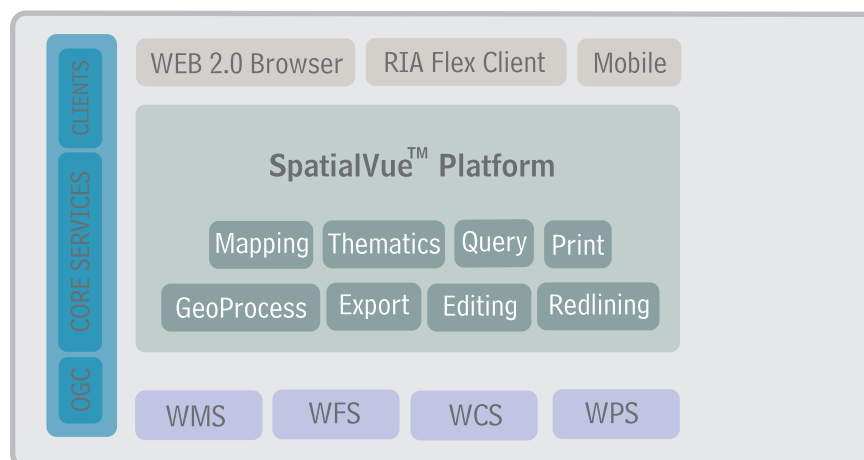 CLIENTS
WEB 2.0 Browser
RIA Flex Client
Mobile
CORE SERVICES
SpatialVue™ Platform
Mapping
Thematics
Query
Print
GeoProcess
Export
Editing
Redlining
OGC
WMS
WFS
WCS
WPS